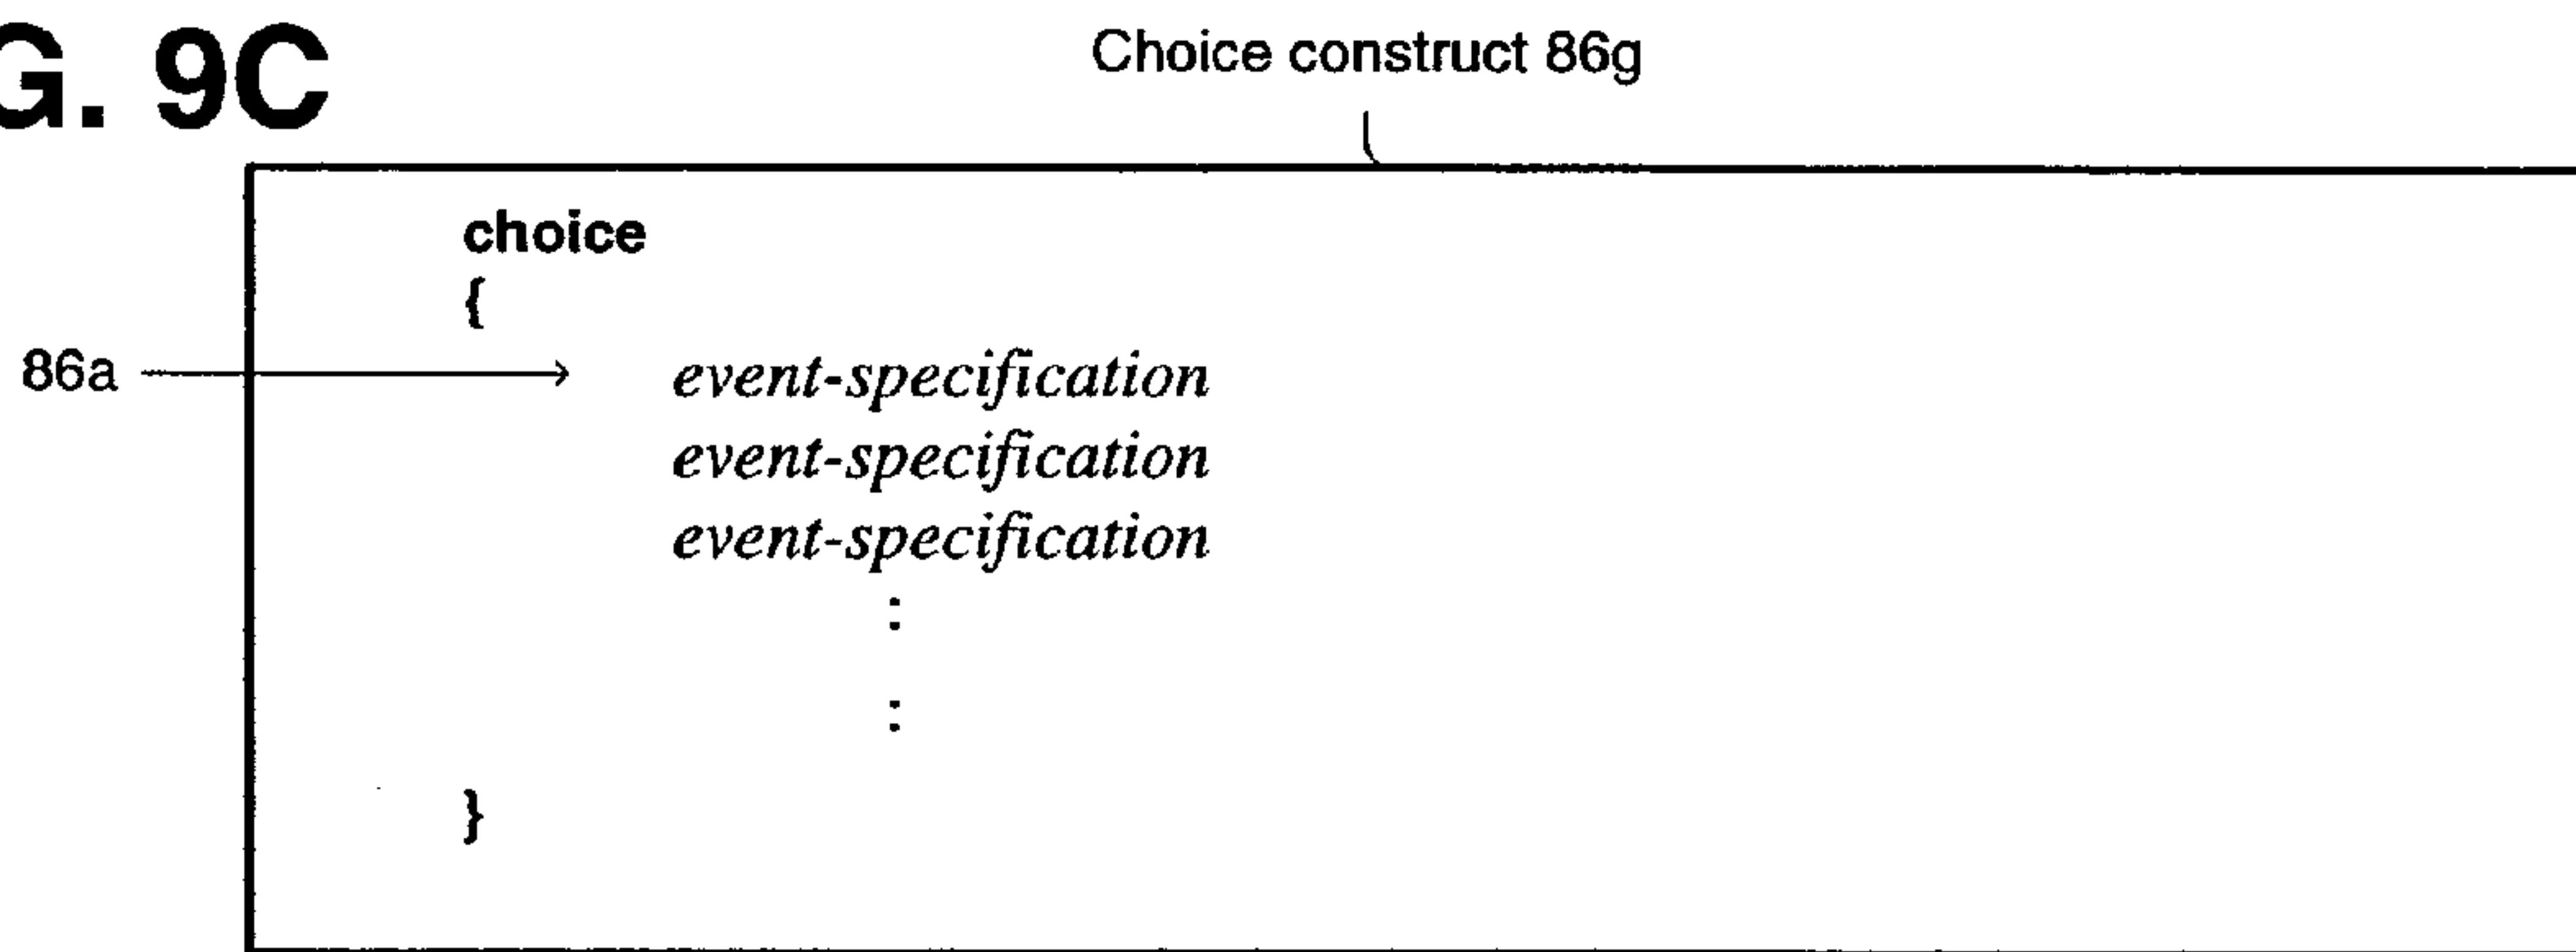 G. 9C
Choice construct 86g
choice
{
86a
event-specification
event-specification
event-specification
:
:
}